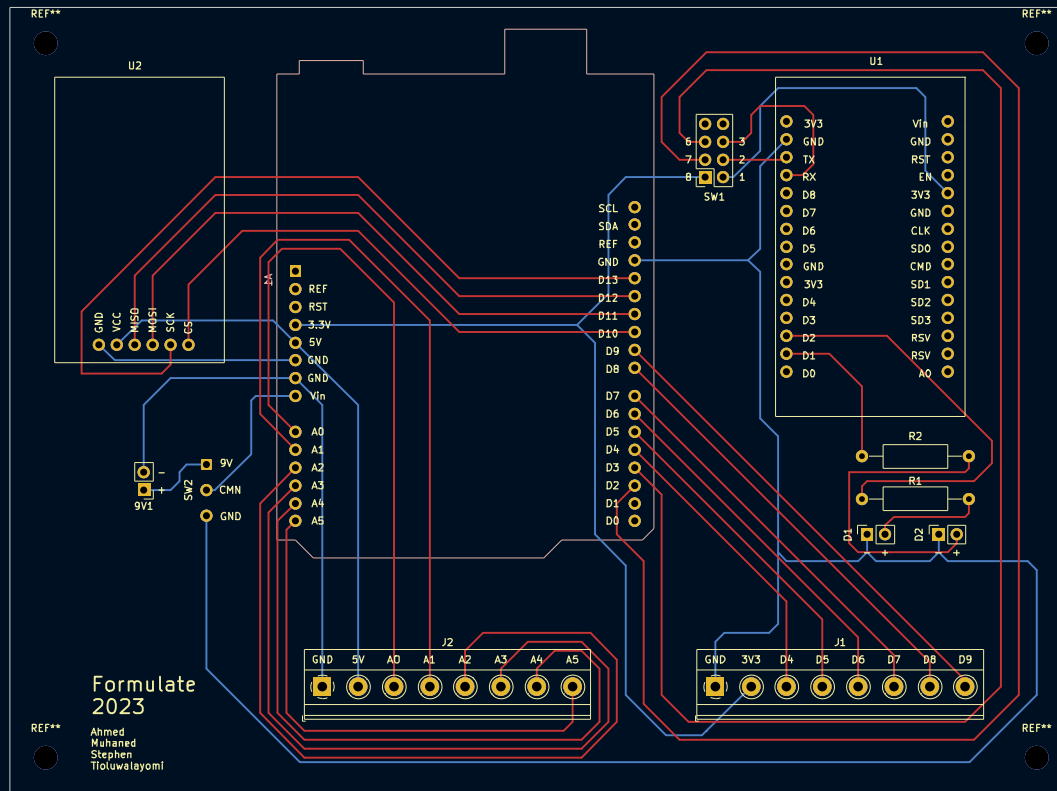 REF**
REF**
U2
U1
3V3
GND
TX
RX
D8
D7
D6
D5
GND
3V3
D4
D3
D2
D1
D0
Vin
GND
RST
EN
3V3
GND
CLK
SD0
CMD
SD1
SD2
SD3
RSV
RSV
A0
6
7
8
3
2
1
SW1
SCL
SDA
REF
GND
D13
D12
D11
D10
D9
D8
D7
D6
D5
D4
D3
D2
D1
D0
REF
RST
3.3V
5V
GND
GND
Vin
A0
A1
A2
A3
A4
A5
GND
VCC
MISO
MOSI
SCK
CS
-
+
9V1
SW2
9V
CMN
GND
R2
R1
D1
-
+
D2
-
+
J2
GND
5V
A0
A1
A2
A3
A4
A5
J1
GND
3V3
D4
D5
D6
D7
D8
D9
Formulate
2023
REF**
REF**
Ahmed
Muhaned
Stephen
Tioluwalayomi